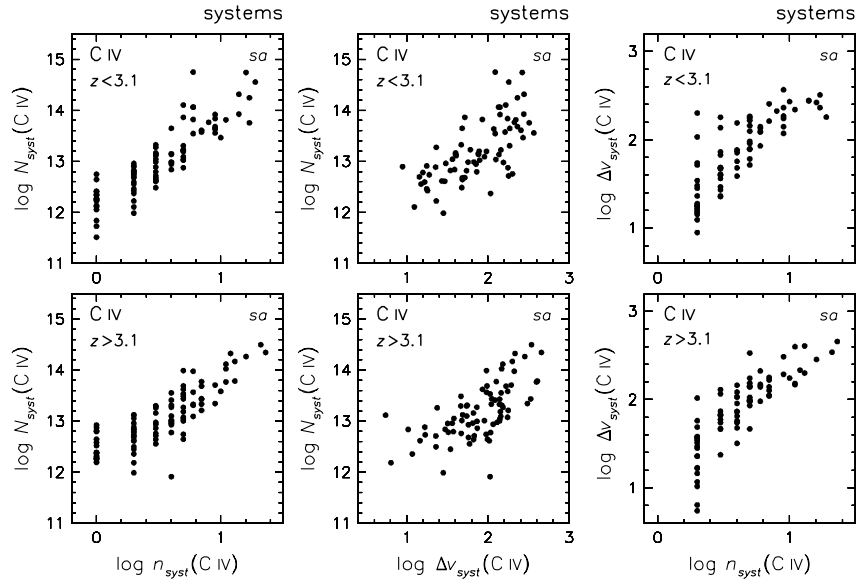 systems systems systems
C IV sa
z<3.1
log N_syst(C IV)
15
14
13
12
11
0 1
C IV sa
z<3.1
log N_syst(C IV)
15
14
13
12
11
0 1 2 3
C IV sa
z<3.1
log Δv_syst(C IV)
3
2
1
0 1
C IV sa
z>3.1
log N_syst(C IV)
15
14
13
12
11
0 1
log n_syst(C IV)
C IV sa
z>3.1
log N_syst(C IV)
15
14
13
12
11
0 1 2 3
log Δv_syst(C IV)
C IV sa
z>3.1
log Δv_syst(C IV)
3
2
1
0 1
log n_syst(C IV)